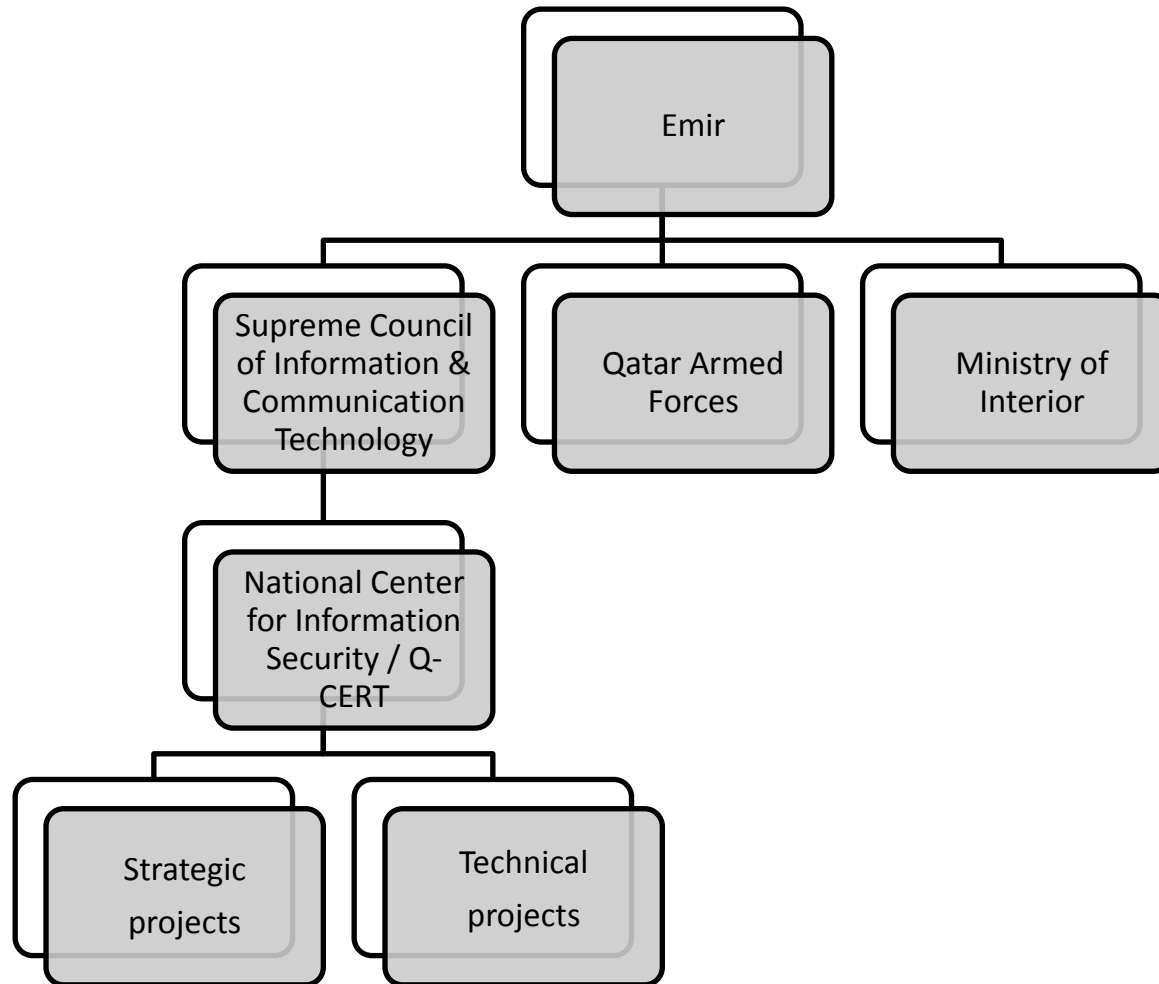 Emir
Supreme Council
of Information &
Communication
Technology
Qatar Armed
Forces
Ministry of
Interior
National Center
for Information
Security / Q-
CERT
Strategic
projects
Technical
projects